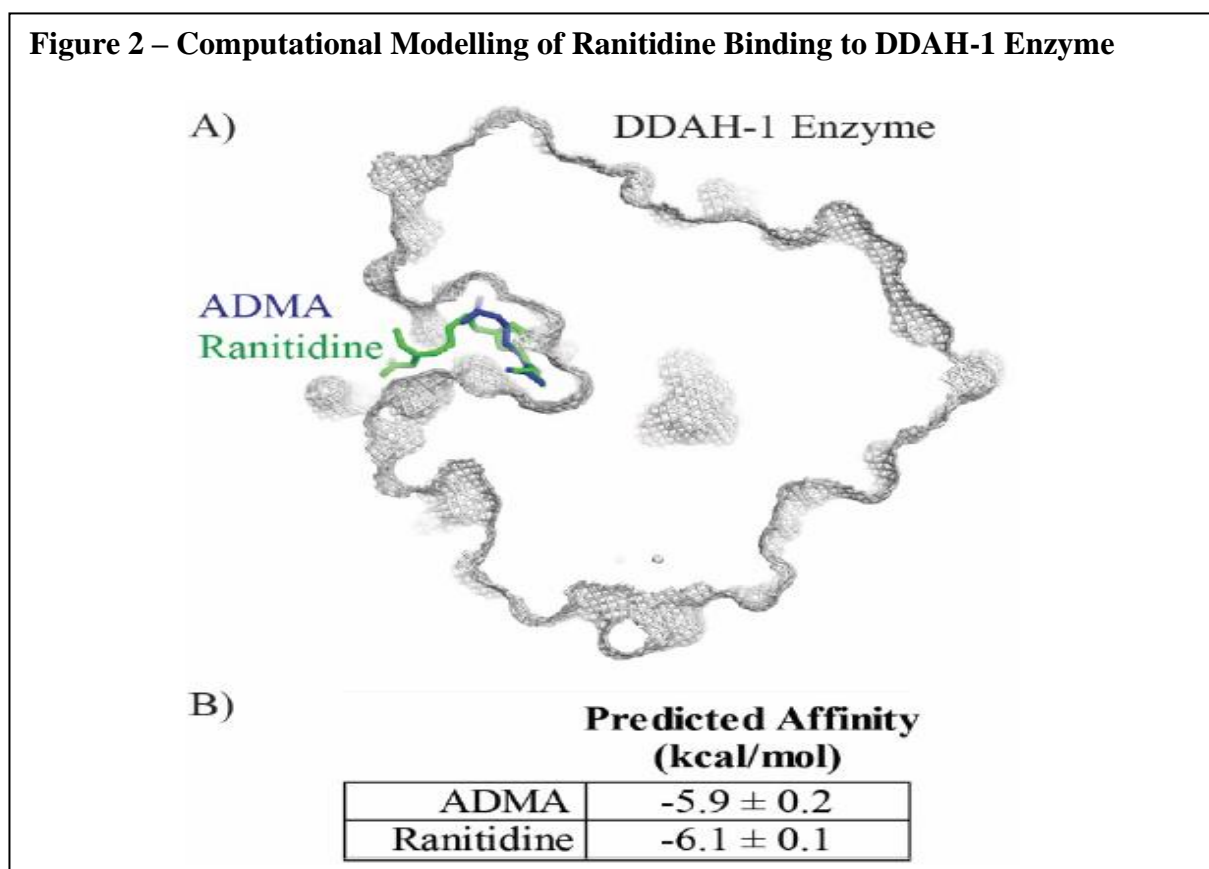 Figure 2 – Computational Modelling of Ranitidine Binding to DDAH-1 Enzyme
A) DDAH-1 Enzyme
ADMA
Ranitidine
B)
Predicted Affinity
(kcal/mol)
ADMA -5.9 ± 0.2
Ranitidine -6.1 ± 0.1